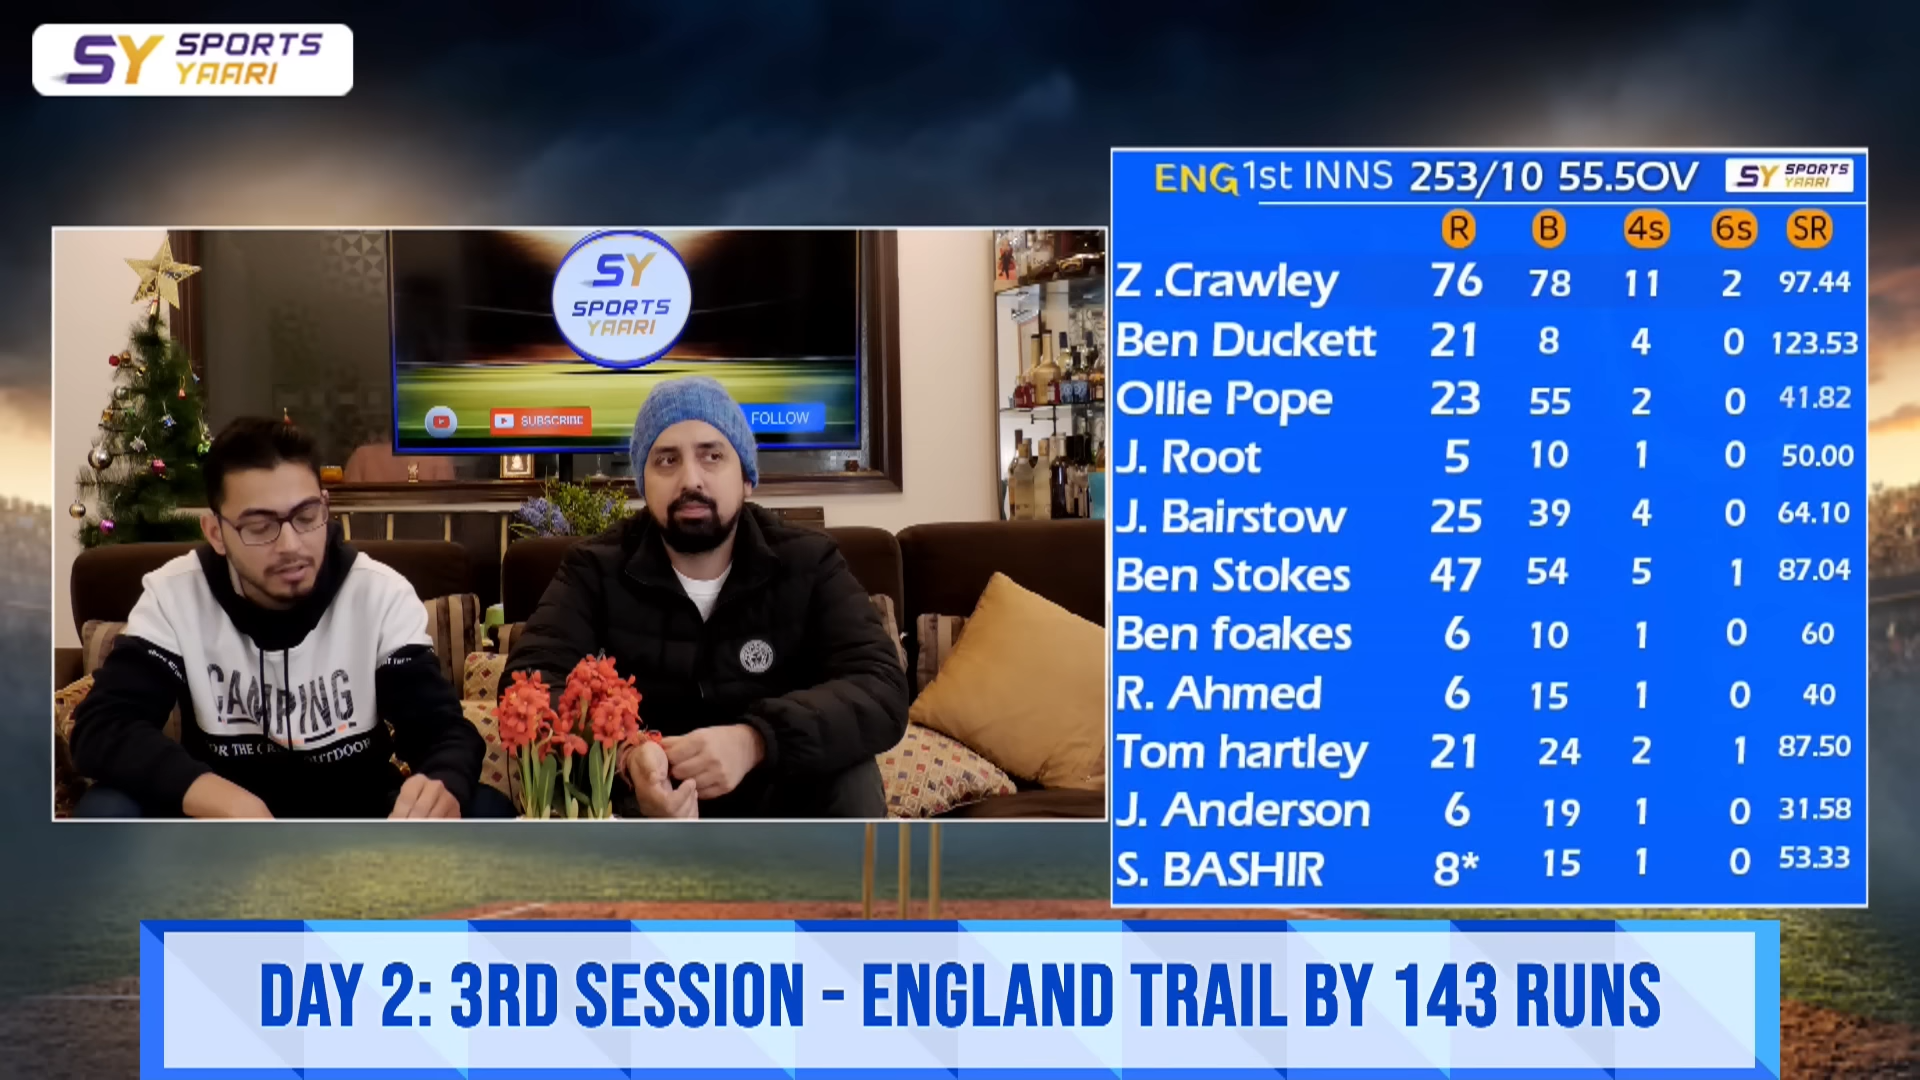 SY SPORTS
YAARI
ENG 1st INNS 253/10 55.5OV SY SPORTS YAARI
R B 4s 6s SR
Z .Crawley 76 78 11 2 97.44
Ben Duckett 21 8 4 0 123.53
Ollie Pope 23 55 2 0 41.82
J. Root 5 10 1 0 50.00
J. Bairstow 25 39 4 0 64.10
Ben Stokes 47 54 5 1 87.04
Ben foakes 6 10 1 0 60
R. Ahmed 6 15 1 0 40
Tom hartley 21 24 2 1 87.50
J. Anderson 6 19 1 0 31.58
S. BASHIR 8* 15 1 0 53.33
SY
SPORTS
YAARI
SUBSCRIBE
FOLLOW
CAMPING
OUTDOOR
DAY 2: 3RD SESSION - ENGLAND TRAIL BY 143 RUNS